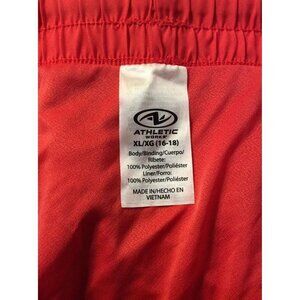 ATHLETIC
WORKS
XL/XG (16-18)
Body/Binding/Cuerpo/
Ribete:
100% Polyester/Poliéster
Liner/Forro:
100% Polyester/Poliéster
MADE IN/HECHO EN
VIETNAM